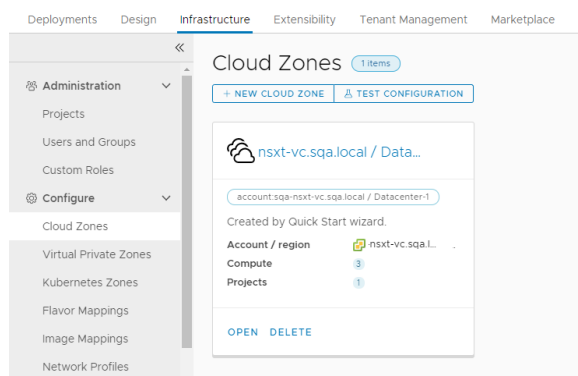 Deployments Design Infrastructure Extensibility Tenant Management Marketplace
«
Administration
Projects
Users and Groups
Custom Roles
Configure
Cloud Zones
Virtual Private Zones
Kubernetes Zones
Flavor Mappings
Image Mappings
Network Profiles
Cloud Zones 1 items
+ NEW CLOUD ZONE TEST CONFIGURATION
nsxt-vc.sqa.local / Data...
account:sqa-nsxt-vc.sqa.local / Datacenter-1
Created by Quick Start wizard.
Account / region -nsxt-vc.sqa.l...
Compute 3
Projects 1
OPEN DELETE